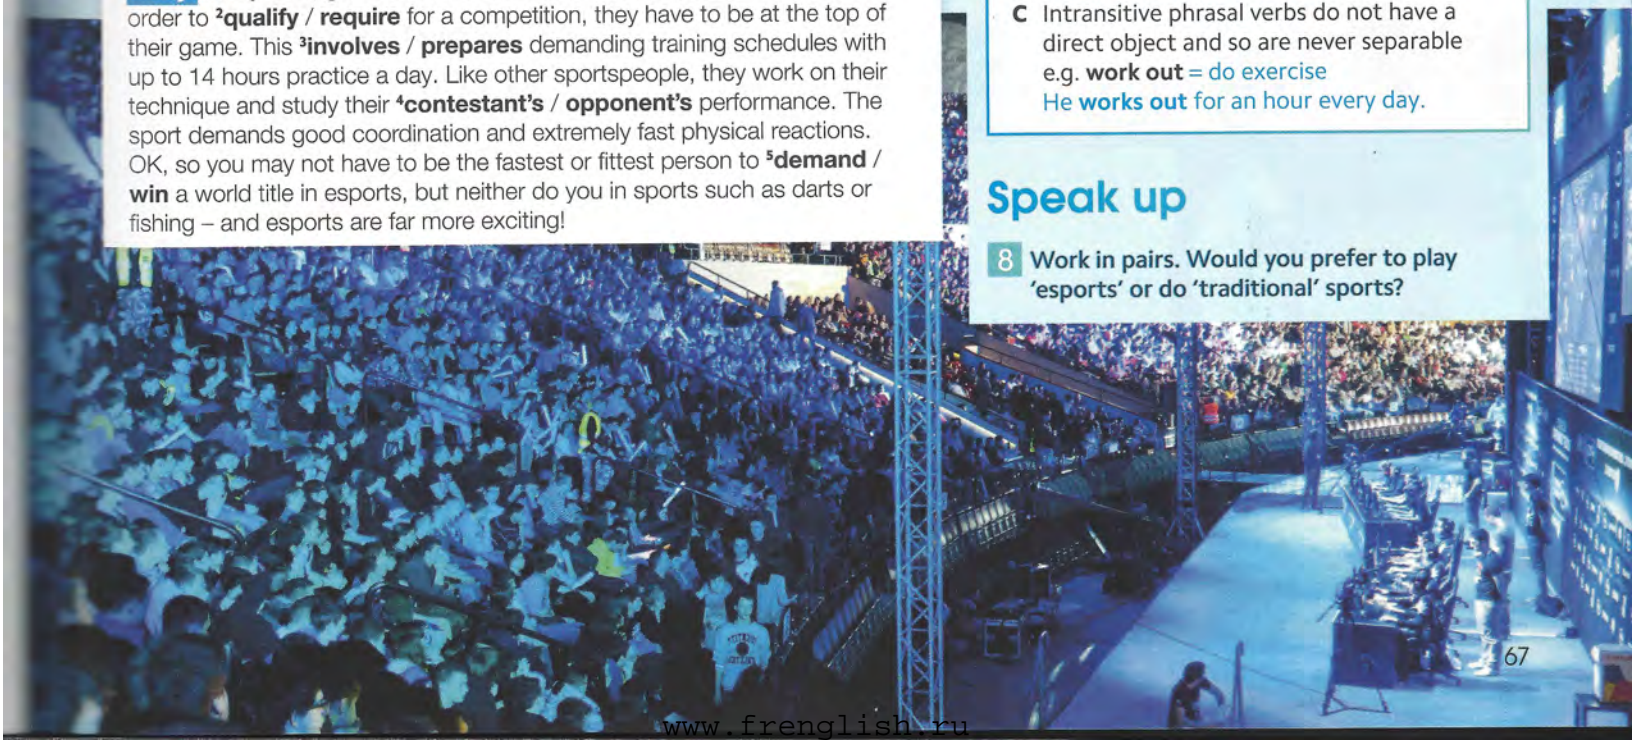 order to ²qualify / require for a competition, they have to be at the top of
their game. This ³involves / prepares demanding training schedules with
up to 14 hours practice a day. Like other sportspeople, they work on their
technique and study their ⁴contestant's / opponent's performance. The
sport demands good coordination and extremely fast physical reactions.
OK, so you may not have to be the fastest or fittest person to ⁵demand /
win a world title in esports, but neither do you in sports such as darts or
fishing – and esports are far more exciting!
C Intransitive phrasal verbs do not have a
direct object and so are never separable
e.g. work out = do exercise
He works out for an hour every day.
Speak up
8 Work in pairs. Would you prefer to play
'esports' or do 'traditional' sports?
67
www.frenglish.ru